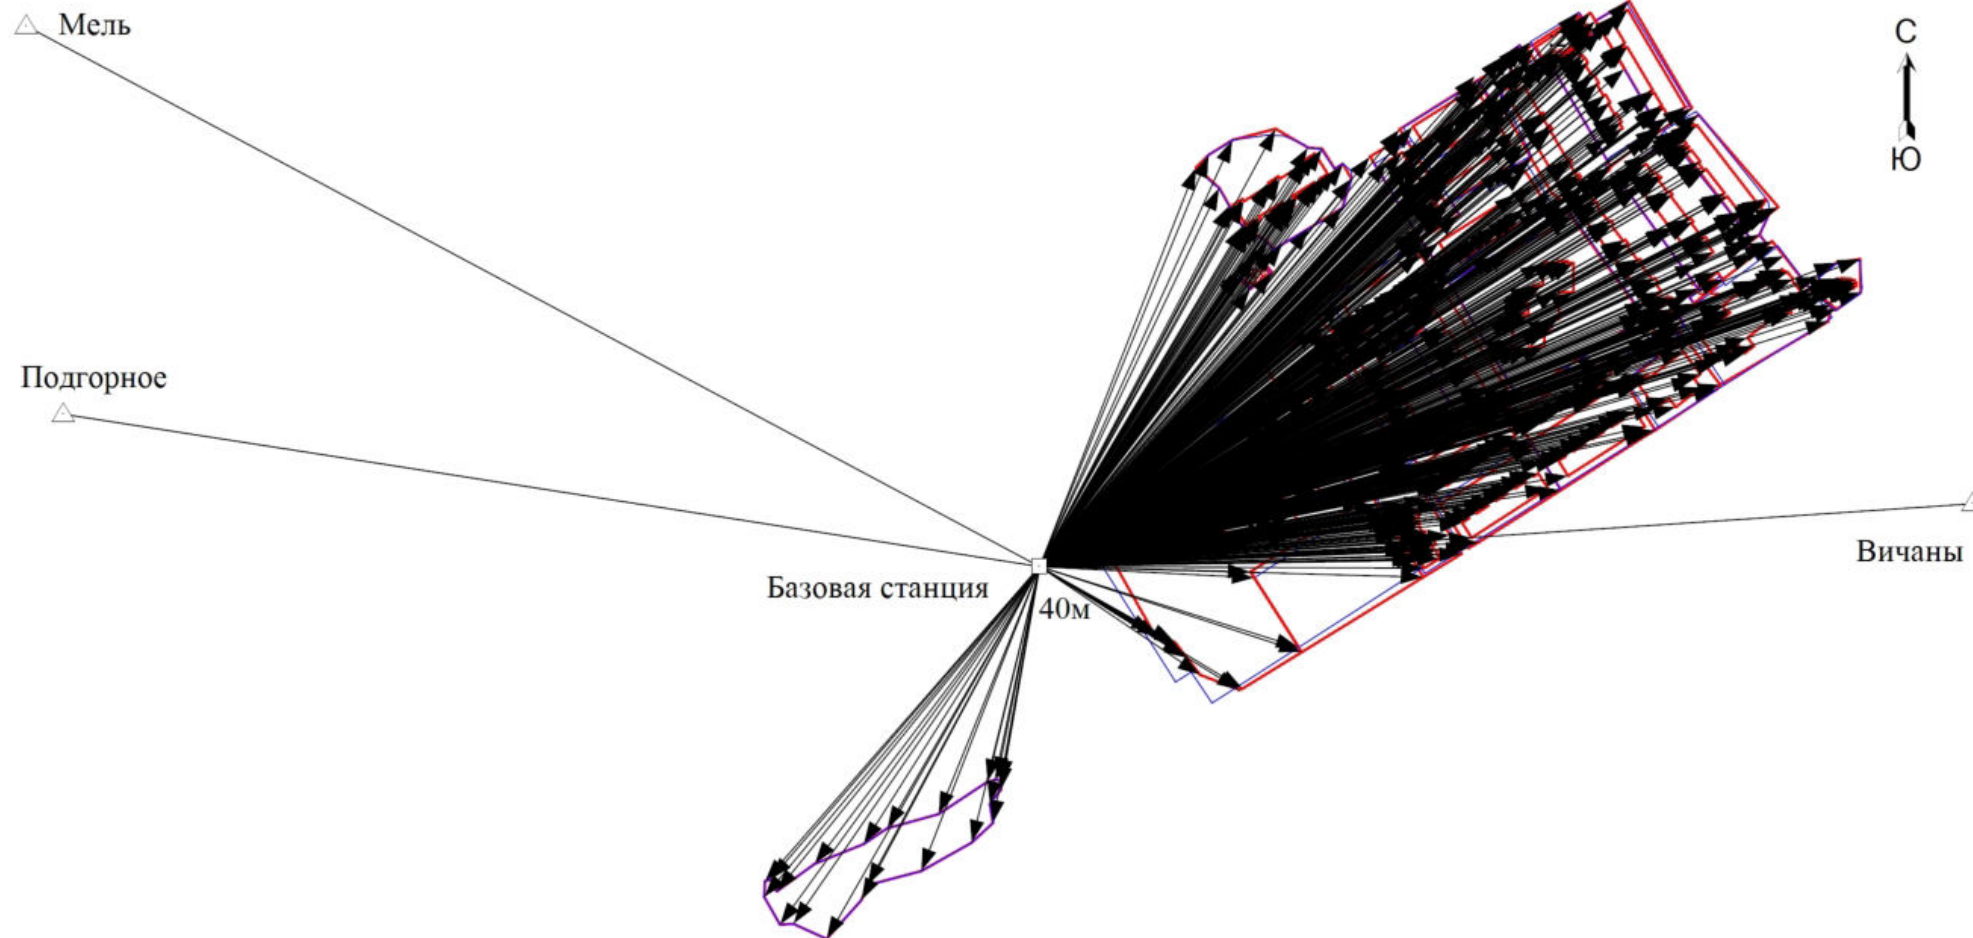 Мель
С
Ю
Подгорное
Вичаны
Базовая станция
40м